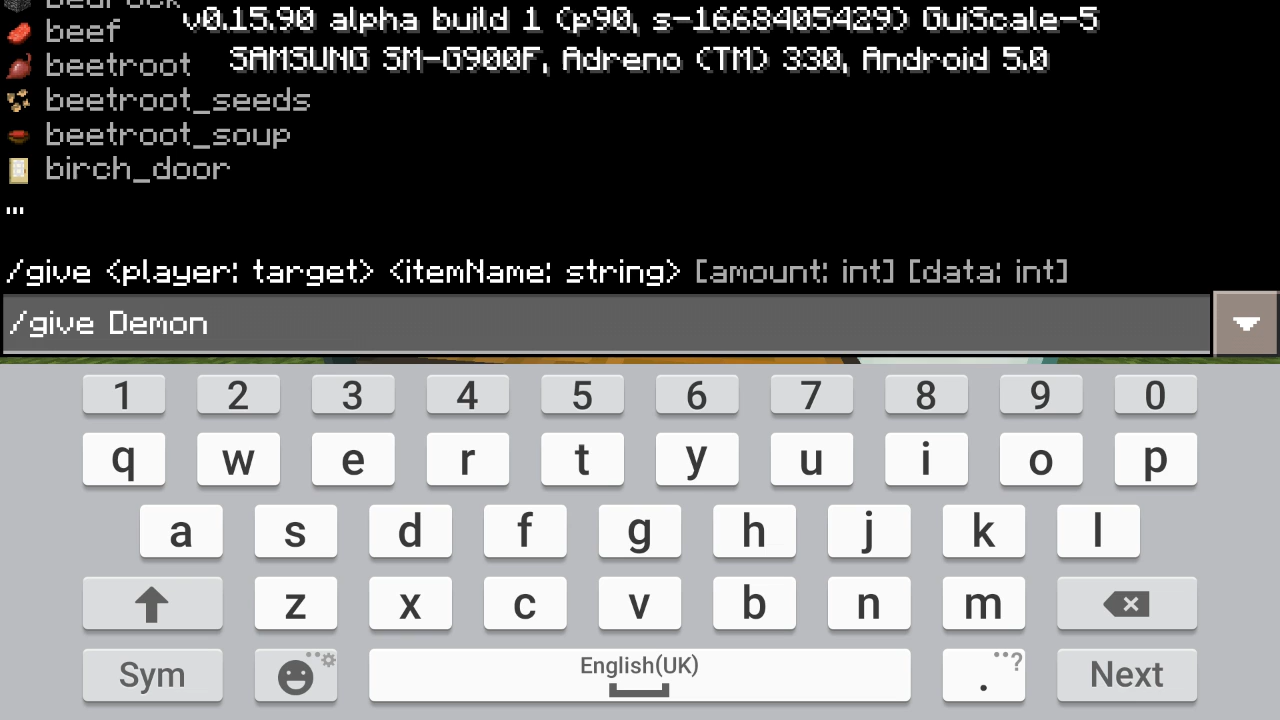 bedrock
v0.15.90 alpha build 1 (p90, s-1668405429) GuiScale-5
beef
SAMSUNG SM-G900F, Adreno (TM) 330, Android 5.0
beetroot
beetroot_seeds
beetroot_soup
birch_door
...
/give <player: target> <itemName: string> [amount: int] [data: int]
/give Demon
1 2 3 4 5 6 7 8 9 0
q w e r t y u i o p
a s d f g h j k l
z x c v b n m
Sym English(UK) . ? Next